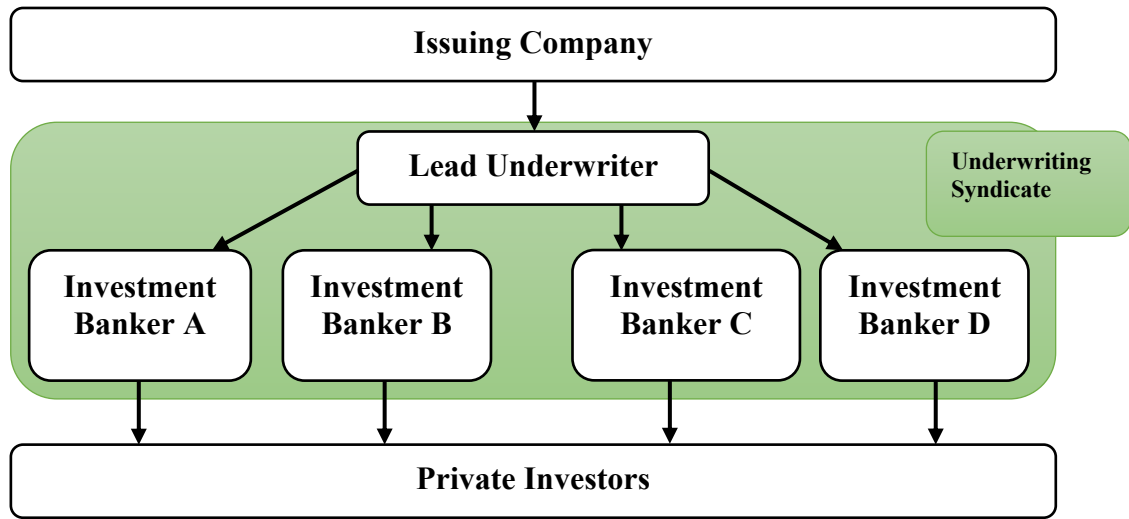 Issuing Company
Lead Underwriter
Underwriting
Syndicate
Investment
Banker A
Investment
Banker B
Investment
Banker C
Investment
Banker D
Private Investors